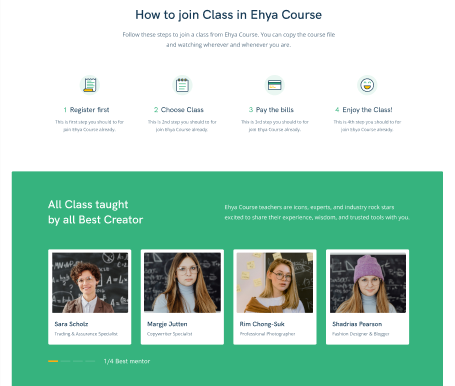 How to join Class in Ehya Course
Follow these steps to join a class from Ehya Course. You can copy the course file
and watching wherever and whenever you are.
1 Register first
2 Choose Class
3 Pay the bills
4 Enjoy the Class!
This is first step you should to for
join Ehya Course already.
This is 2nd step you should to for
join Ehya Course already.
This is 3rd step you should to for
join Ehya Course already.
This is 4th step you should to for
join Ehya Course already.
All Class taught
by all Best Creator
Ehya Course teachers are icons, experts, and industry rock stars
excited to share their experience, wisdom, and trusted tools with you.
Sara Scholz
Trading & Assurance Specialist
Margje Jutten
Copywriter Specialist
Rim Chong-Suk
Professional Photographer
Shadrias Pearson
Fashion Designer & Blogger
1/4 Best mentor